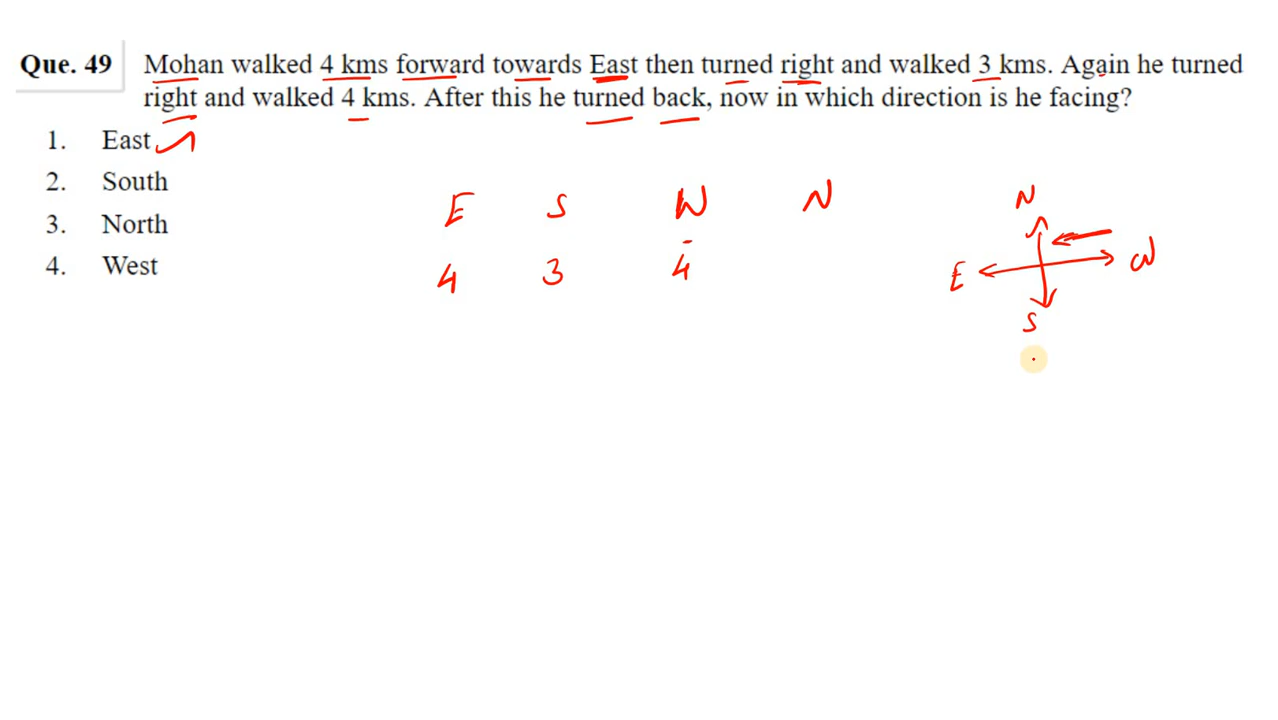 Que. 49 Mohan walked 4 kms forward towards East then turned right and walked 3 kms. Again he turned
right and walked 4 kms. After this he turned back, now in which direction is he facing?
1. East
2. South
3. North
4. West
E S W N
4 3 4
N
E W
S